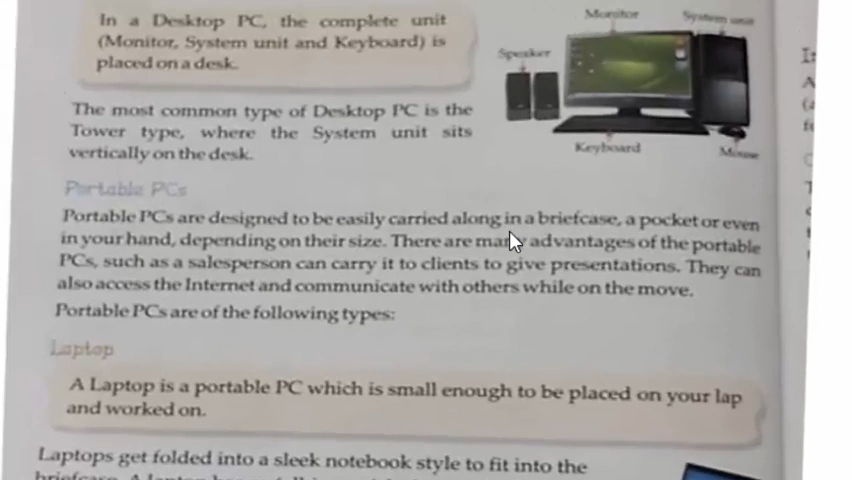 In a Desktop PC, the complete unit
(Monitor, System unit and Keyboard) is
placed on a desk.
Monitor
System unit
Speaker
Keyboard
Mouse
The most common type of Desktop PC is the
Tower type, where the System unit sits
vertically on the desk.
Portable PCs
Portable PCs are designed to be easily carried along in a briefcase, a pocket or even
in your hand, depending on their size. There are many advantages of the portable
PCs, such as a salesperson can carry it to clients to give presentations. They can
also access the Internet and communicate with others while on the move.
Portable PCs are of the following types:
Laptop
A Laptop is a portable PC which is small enough to be placed on your lap
and worked on.
Laptops get folded into a sleek notebook style to fit into the
briefcase. A laptop